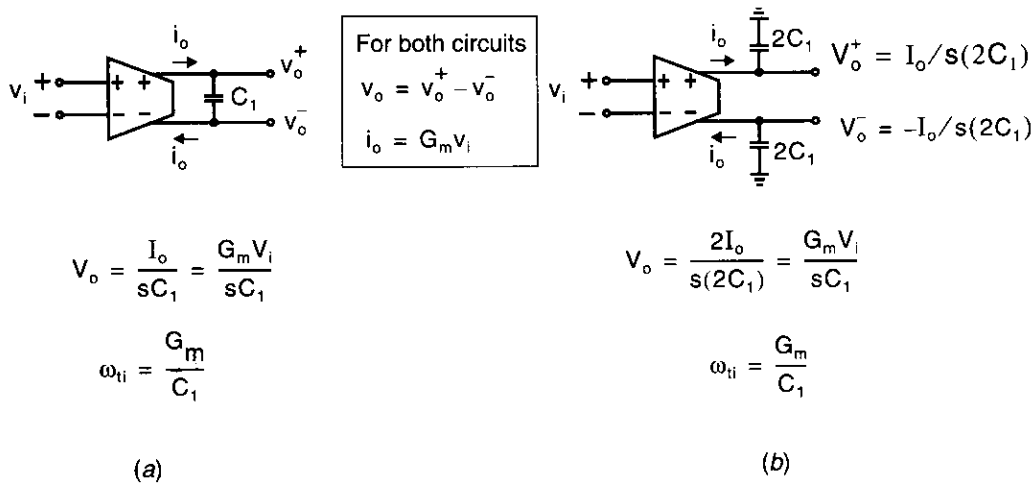 i_o
v_i
+ + +
− − −
C_1
v_o^+
v_o^-
i_o
V_o = I_o / sC_1 = G_m V_i / sC_1
ω_ti = G_m / C_1
(a)
For both circuits
v_o = v_o^+ − v_o^-
i_o = G_m v_i
i_o
2C_1
v_i
+ + +
− − −
V_o^+ = I_o/s(2C_1)
V_o^- = -I_o/s(2C_1)
i_o
2C_1
V_o = 2I_o / s(2C_1) = G_m V_i / sC_1
ω_ti = G_m / C_1
(b)